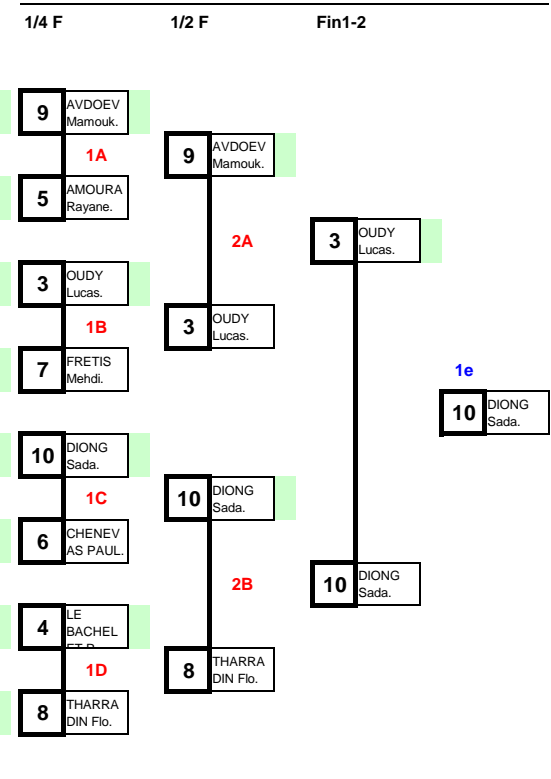 1/4 F
1/2 F
Fin1-2
9
AVDOEV
Mamouk.
1A
5
AMOURA
Rayane.
3
OUDY
Lucas.
1B
7
FRETIS
Mehdi.
10
DIONG
Sada.
1C
6
CHENEV
AS PAUL.
4
LE
BACHEL
1D
8
THARRA
DIN Flo.
9
AVDOEV
Mamouk.
2A
3
OUDY
Lucas.
10
DIONG
Sada.
2B
8
THARRA
DIN Flo.
3
OUDY
Lucas.
10
DIONG
Sada.
1e
10
DIONG
Sada.